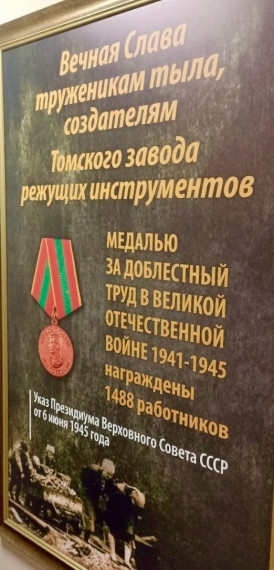 Вечная Слава
труженикам тыла,
создателям
Томского завода
режущих инструментов
МЕДАЛЬЮ
ЗА ДОБЛЕСТНЫЙ
ТРУД В ВЕЛИКОЙ
ОТЕЧЕСТВЕННОЙ
ВОЙНЕ 1941-1945
награждены
1488 работников
Указ Президиума Верховного Совета СССР
от 6 июня 1945 года